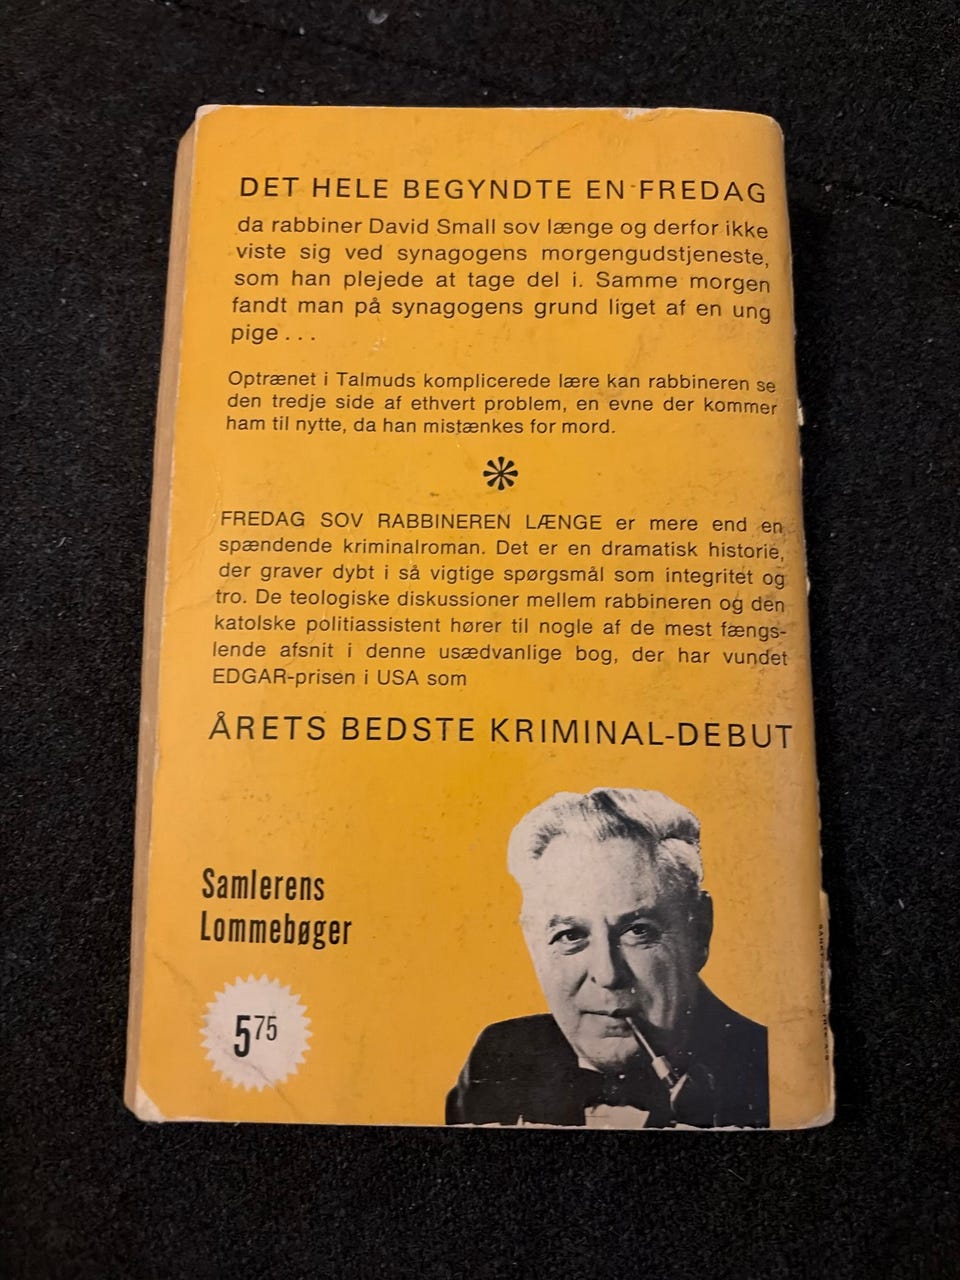 DET HELE BEGYNDTE EN FREDAG
da rabbiner David Small sov længe og derfor ikke
viste sig ved synagogens morgengudstjeneste,
som han plejede at tage del i. Samme morgen
fandt man på synagogens grund liget af en ung
pige...
Optrænet i Talmuds komplicerede lære kan rabbineren se
den tredje side af ethvert problem, en evne der kommer
ham til nytte, da han mistænkes for mord.
FREDAG SOV RABBINEREN LÆNGE er mere end en
spændende kriminalroman. Det er en dramatisk historie,
der graver dybt i så vigtige spørgsmål som integritet og
tro. De teologiske diskussioner mellem rabbineren og den
katolske politiassistent hører til nogle af de mest fængs-
lende afsnit i denne usædvanlige bog, der har vundet
EDGAR-prisen i USA som
ÅRETS BEDSTE KRIMINAL-DEBUT
Samlerens
Lommebøger
5 75